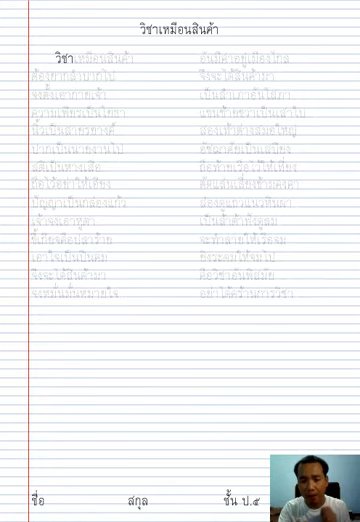 วิชาเหมือนสินค้า
วิชาเหมือนสินค้า อันมีค่าอยู่เมืองไกล
ต้องยากลำบากไป จึงจะได้สินค้ามา
จงตั้งเอากายเจ้า เป็นสำเภาอันโสภา
ความเพียรเป็นโยธา แขนซ้ายขวาเป็นเสาใบ
นิ้วเป็นสายระยาง สองเท้าต่างสมอใหญ่
ปากเป็นนายงานไป อัชฌาสัยเป็นเสบียง
สติเป็นหางเสือ ถือท้ายเรือไว้ให้เที่ยง
ถือไว้อย่าให้เอียง ตัดแล่นเลี่ยงข้ามคงคา
ปัญญาเป็นกล้องแก้ว ส่องดูแถวแนวหินผา
เจ้าจงเอาหูตา เป็นล้าต้าฟังดูลม
ขี้เกียจคือปลาร้าย จะทำลายให้เรือจม
เอาใจเป็นปืนคม ยิงระดมให้จมไป
จึงจะได้สินค้ามา คือวิชาอันพิสมัย
จงหมั่นมั่นหมายใจ อย่าได้คร้านการวิชา
ชื่อ สกุล ชั้น ป.๕